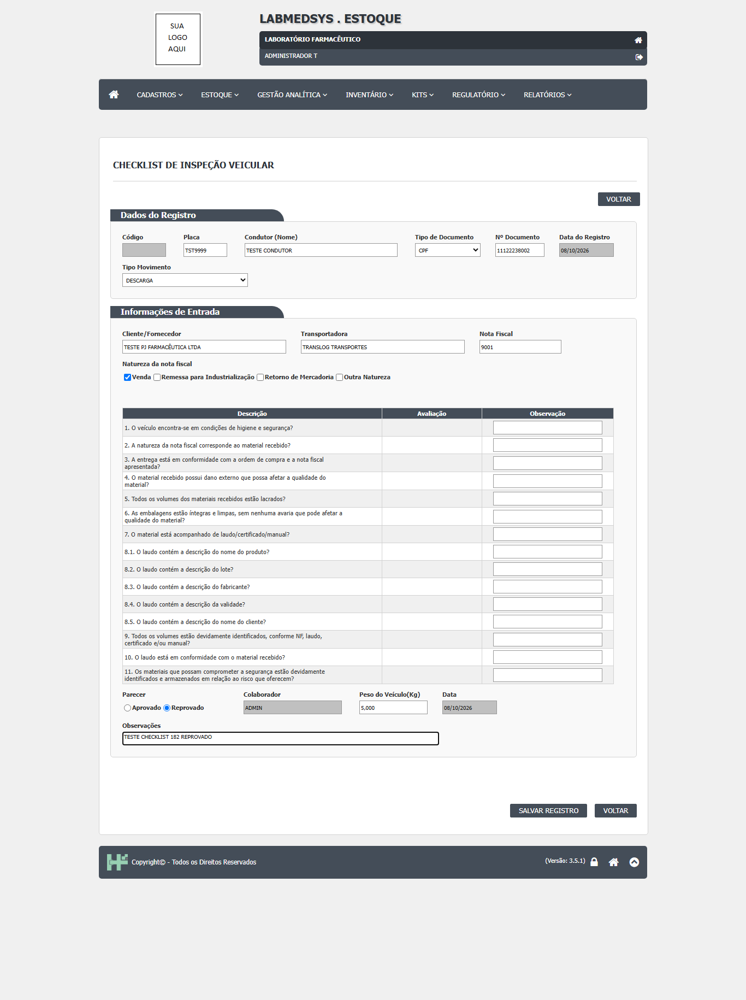 SUA
LOGO
AQUI
LABMEDSYS . ESTOQUE
LABORATÓRIO FARMACÊUTICO
ADMINISTRADOR T
CADASTROS ESTOQUE GESTÃO ANALÍTICA INVENTÁRIO KITS REGULATÓRIO RELATÓRIOS
CHECKLIST DE INSPEÇÃO VEICULAR
VOLTAR
Dados do Registro
Código Placa Condutor (Nome) Tipo de Documento Nº Documento Data do Registro
TST9999 TESTE CONDUTOR CPF 11122238002 08/10/2026
Tipo Movimento
DESCARGA
Informações de Entrada
Cliente/Fornecedor Transportadora Nota Fiscal
TESTE PJ FARMACÊUTICA LTDA TRANSLOG TRANSPORTES 9001
Natureza da nota fiscal
Venda Remessa para Industrialização Retorno de Mercadoria Outra Natureza
Descrição Avaliação Observação
1. O veículo encontra-se em condições de higiene e segurança?
2. A natureza da nota fiscal corresponde ao material recebido?
3. A entrega está em conformidade com a ordem de compra e a nota fiscal
apresentada?
4. O material recebido possui dano externo que possa afetar a qualidade do
material?
5. Todos os volumes dos materiais recebidos estão lacrados?
6. As embalagens estão íntegras e limpas, sem nenhuma avaria que pode afetar a
qualidade do material?
7. O material está acompanhado de laudo/certificado/manual?
8.1. O laudo contém a descrição do nome do produto?
8.2. O laudo contém a descrição do lote?
8.3. O laudo contém a descrição do fabricante?
8.4. O laudo contém a descrição da validade?
8.5. O laudo contém a descrição do nome do cliente?
9. Todos os volumes estão devidamente identificados, conforme NF, laudo,
certificado e/ou manual?
10. O laudo está em conformidade com o material recebido?
11. Os materiais que possam comprometer a segurança estão devidamente
identificados e armazenados em relação ao risco que oferecem?
Parecer Colaborador Peso do Veículo(Kg) Data
Aprovado Reprovado ADMIN 5,000 08/10/2026
Observações
TESTE CHECKLIST 182 REPROVADO
SALVAR REGISTRO VOLTAR
Copyright© - Todos os Direitos Reservados (Versão: 3.5.1)